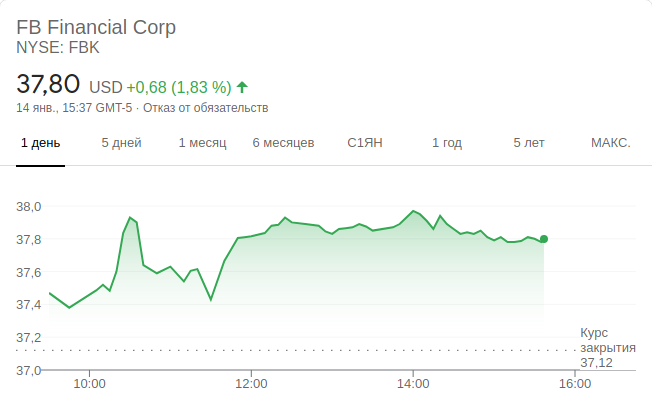 FB Financial Corp
NYSE: FBK
37,80 USD +0,68 (1,83 %)
14 янв., 15:37 GMT-5 · Отказ от обязательств
1 день 5 дней 1 месяц 6 месяцев С1ЯН 1 год 5 лет МАКС.
38,0
37,8
37,6
37,4
37,2
37,0
Курс
закрытия
37,12
10:00 12:00 14:00 16:00